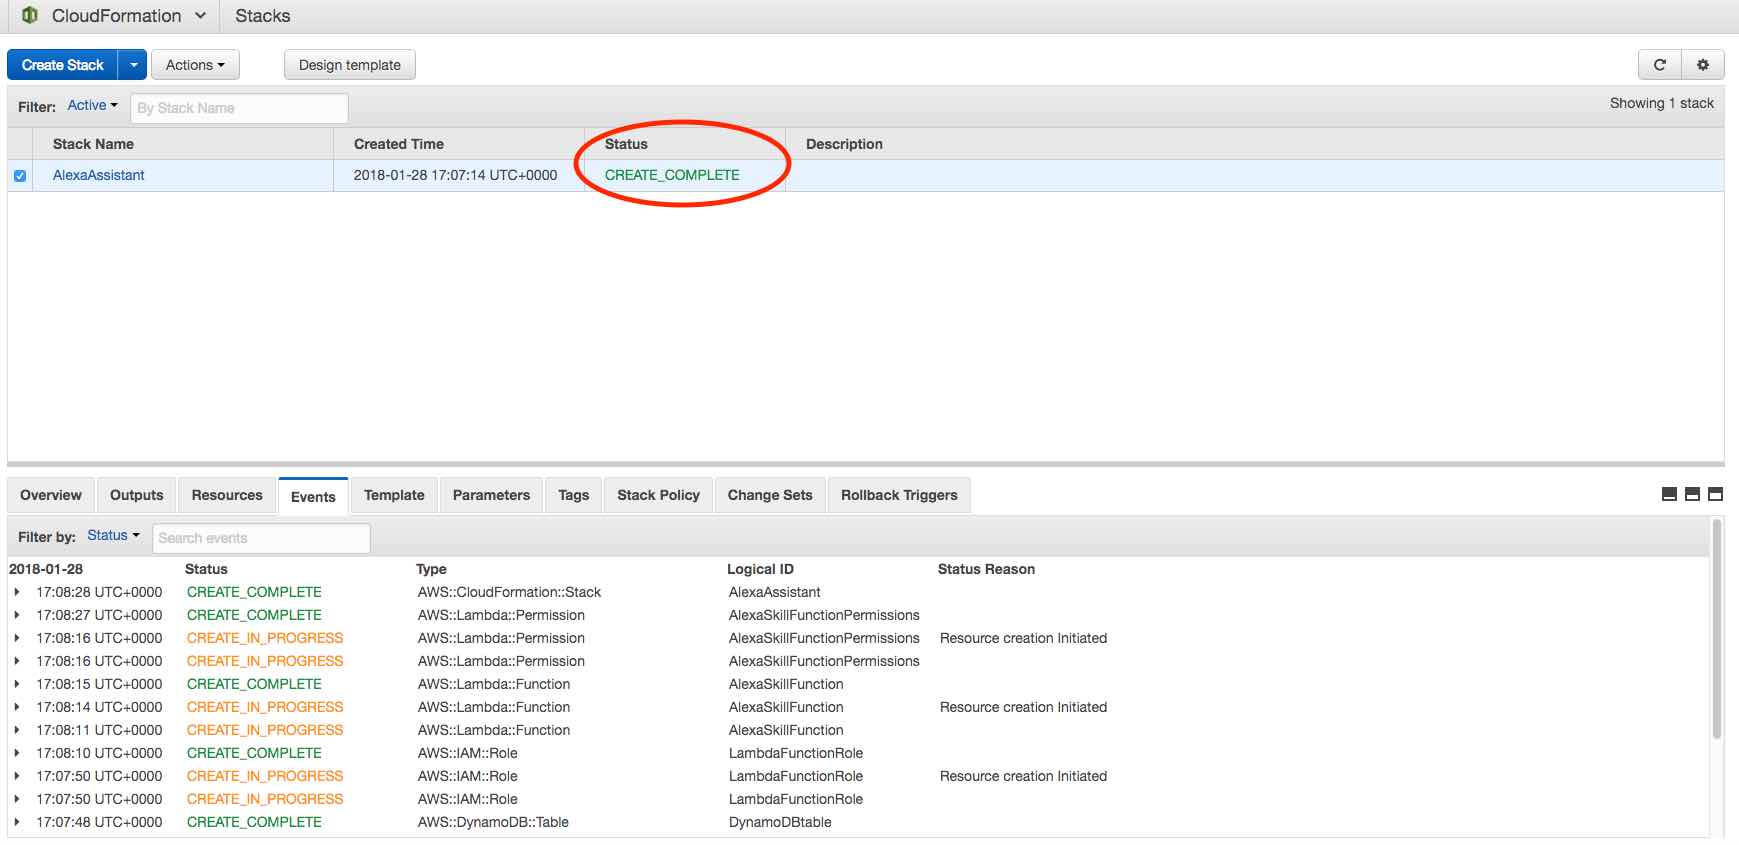 CloudFormation Stacks
Create Stack Actions Design template
Filter: Active By Stack Name Showing 1 stack
Stack Name Created Time Status Description
AlexaAssistant 2018-01-28 17:07:14 UTC+0000 CREATE_COMPLETE
Overview Outputs Resources Events Template Parameters Tags Stack Policy Change Sets Rollback Triggers
Filter by: Status Search events
2018-01-28 Status Type Logical ID Status Reason
17:08:28 UTC+0000 CREATE_COMPLETE AWS::CloudFormation::Stack AlexaAssistant
17:08:27 UTC+0000 CREATE_COMPLETE AWS::Lambda::Permission AlexaSkillFunctionPermissions
17:08:16 UTC+0000 CREATE_IN_PROGRESS AWS::Lambda::Permission AlexaSkillFunctionPermissions Resource creation Initiated
17:08:16 UTC+0000 CREATE_IN_PROGRESS AWS::Lambda::Permission AlexaSkillFunctionPermissions
17:08:15 UTC+0000 CREATE_COMPLETE AWS::Lambda::Function AlexaSkillFunction
17:08:14 UTC+0000 CREATE_IN_PROGRESS AWS::Lambda::Function AlexaSkillFunction Resource creation Initiated
17:08:11 UTC+0000 CREATE_IN_PROGRESS AWS::Lambda::Function AlexaSkillFunction
17:08:10 UTC+0000 CREATE_COMPLETE AWS::IAM::Role LambdaFunctionRole
17:07:50 UTC+0000 CREATE_IN_PROGRESS AWS::IAM::Role LambdaFunctionRole Resource creation Initiated
17:07:50 UTC+0000 CREATE_IN_PROGRESS AWS::IAM::Role LambdaFunctionRole
17:07:48 UTC+0000 CREATE_COMPLETE AWS::DynamoDB::Table DynamoDBtable